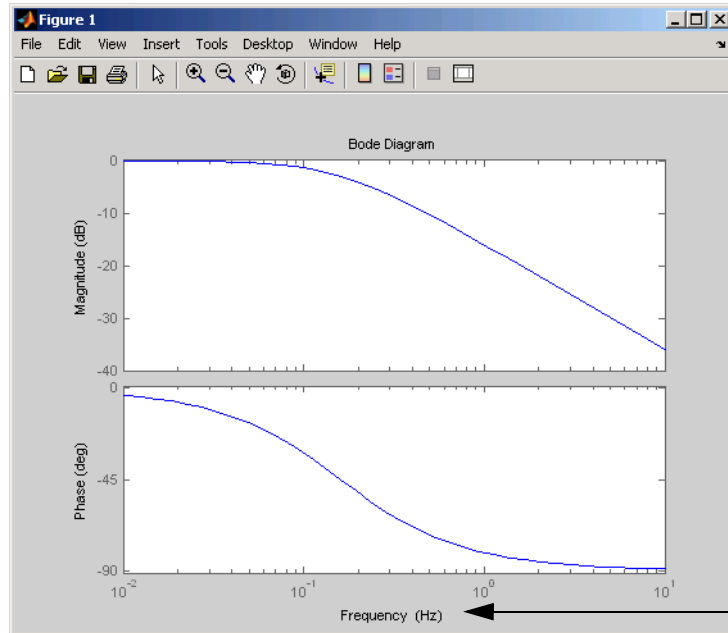 Figure 1
File Edit View Insert Tools Desktop Window Help
Bode Diagram
Magnitude (dB)
0
-10
-20
-30
-40
Phase (deg)
0
-45
-90
10^-2
10^-1
10^0
10^1
Frequency (Hz)